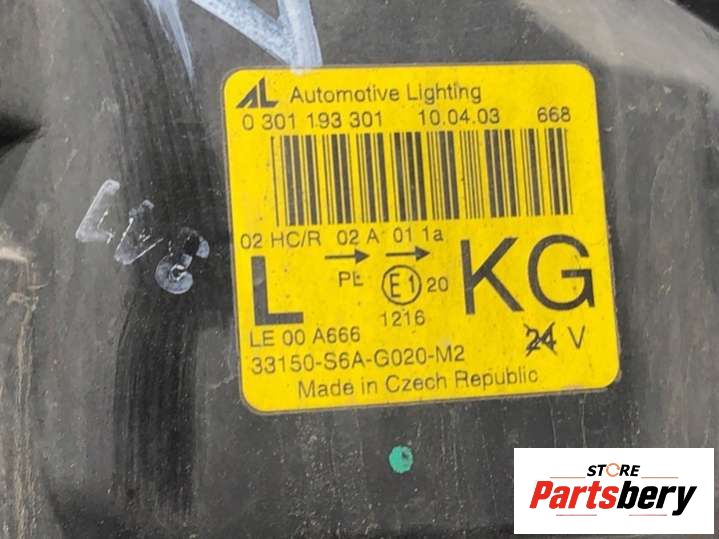 AL Automotive Lighting
0 301 193 301 10.04.03 668
02 HC/R 02 A 01 1a
L PL E1 20 KG
1216
LE 00 A666 24 V
33150-S6A-G020-M2
Made in Czech Republic
STORE
Partsbery